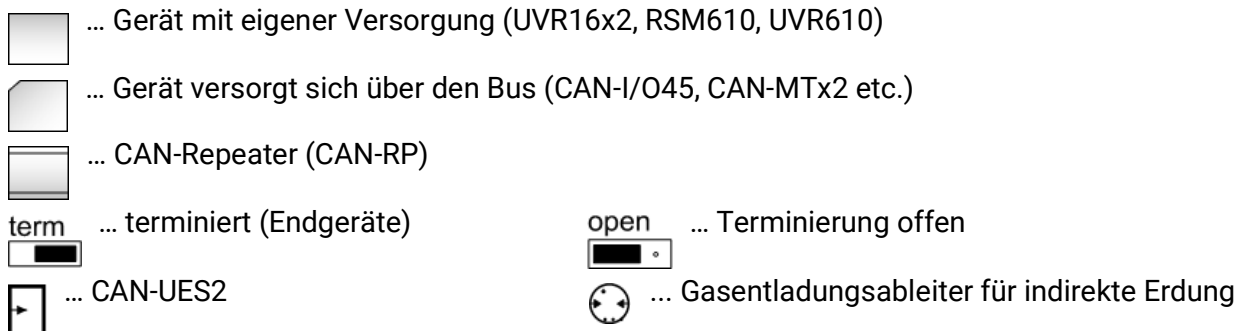 … Gerät mit eigener Versorgung (UVR16x2, RSM610, UVR610)
… Gerät versorgt sich über den Bus (CAN-I/O45, CAN-MTx2 etc.)
… CAN-Repeater (CAN-RP)
term … terminiert (Endgeräte) open … Terminierung offen
… CAN-UES2 ... Gasentladungsableiter für indirekte Erdung